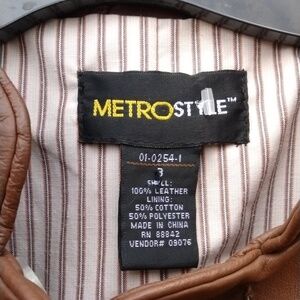 METROSTYLE™
01-0254-1
8
SHELL:
100% LEATHER
LINING:
50% COTTON
50% POLYESTER
MADE IN CHINA
RN 88842
VENDOR# 09076